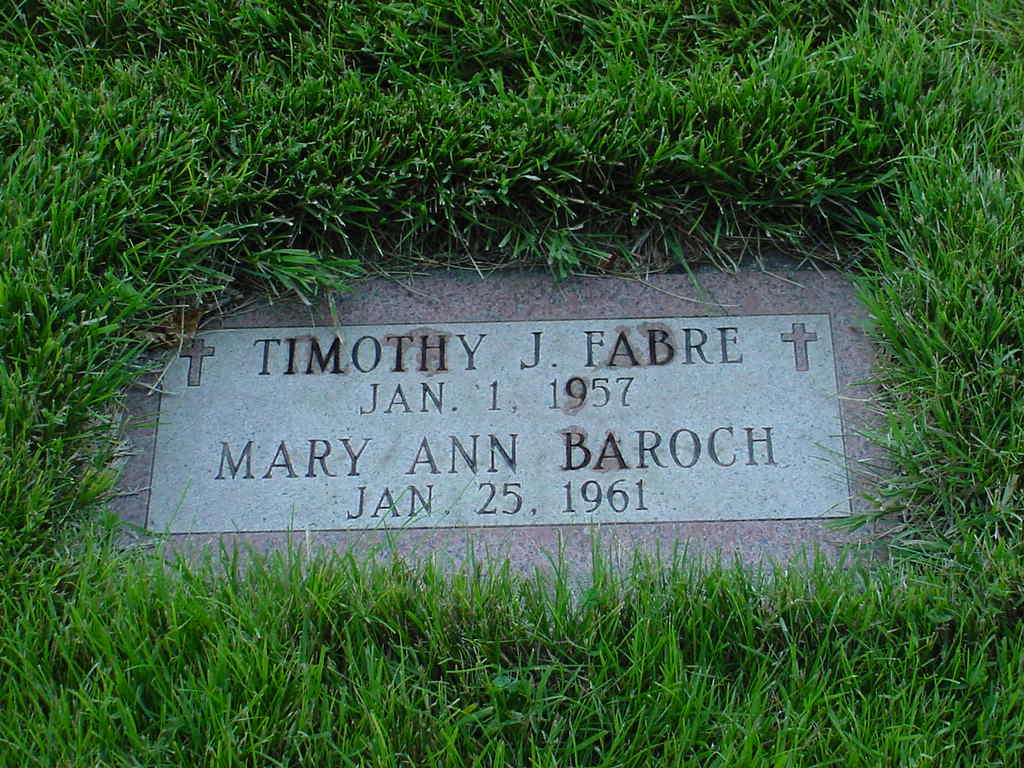 TIMOTHY J. FABRE
JAN. 1, 1957
MARY ANN BAROCH
JAN. 25, 1961